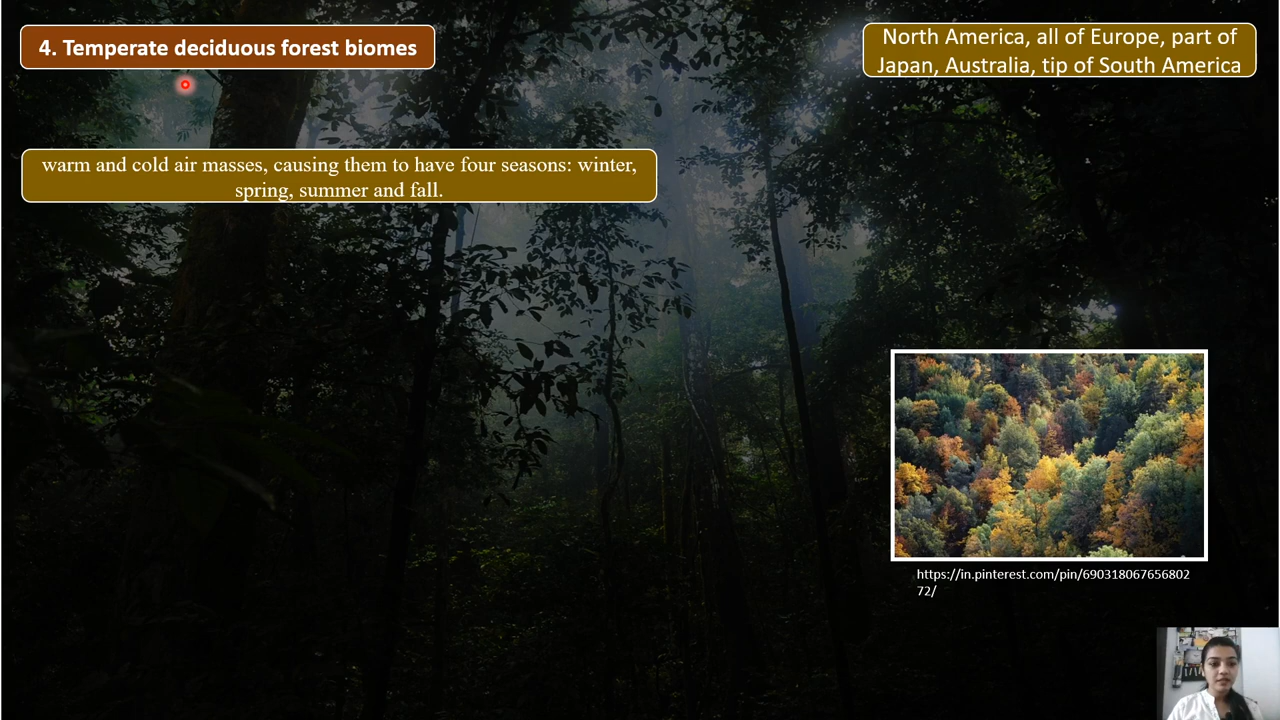 4. Temperate deciduous forest biomes
North America, all of Europe, part of
Japan, Australia, tip of South America
warm and cold air masses, causing them to have four seasons: winter,
spring, summer and fall.
https://in.pinterest.com/pin/690318067656802
72/